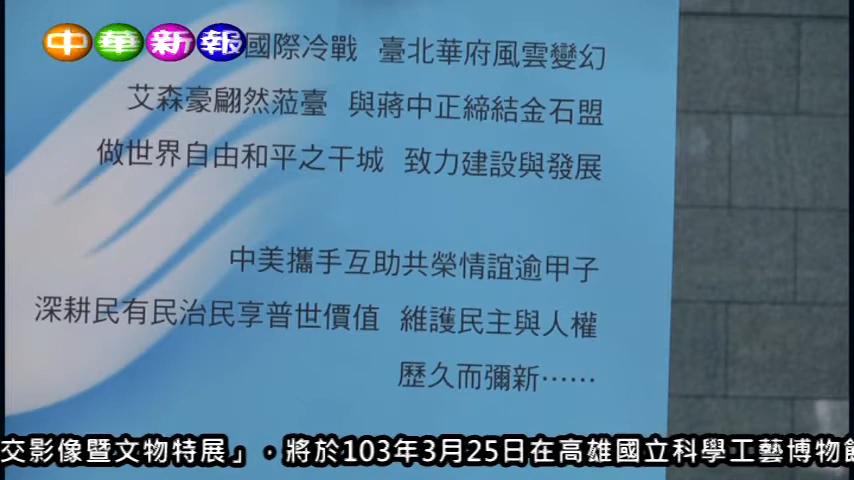 中華新報
國際冷戰 臺北華府風雲變幻
艾森豪翩然蒞臺 與蔣中正締結金石盟
做世界自由和平之干城 致力建設與發展
中美攜手互助共榮情誼逾甲子
深耕民有民治民享普世價值 維護民主與人權
歷久而彌新……
交影像暨文物特展」，將於103年3月25日在高雄國立科學工藝博物館